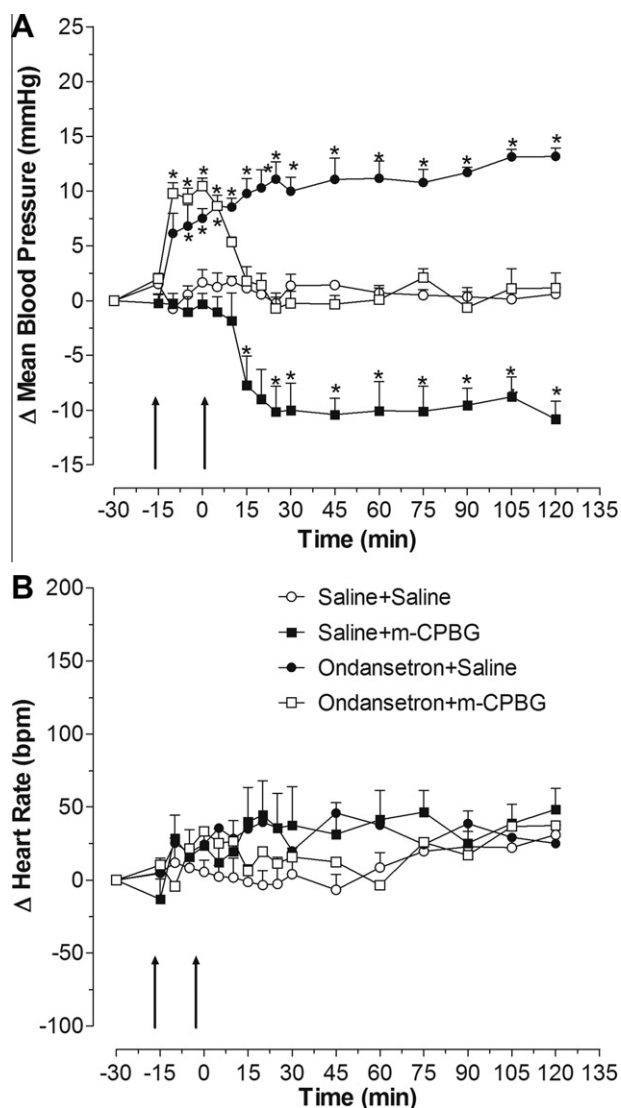 A
Δ Mean Blood Pressure (mmHg)
25
20
15
10
5
0
-5
-10
-15
* * * * * * * * * * * * * * *
* * *
* * * * * * * * *
-30 -15 0 15 30 45 60 75 90 105 120 135
Time (min)
B
Δ Heart Rate (bpm)
200
150
100
50
0
-50
-100
Saline+Saline
Saline+m-CPBG
Ondansetron+Saline
Ondansetron+m-CPBG
-30 -15 0 15 30 45 60 75 90 105 120 135
Time (min)